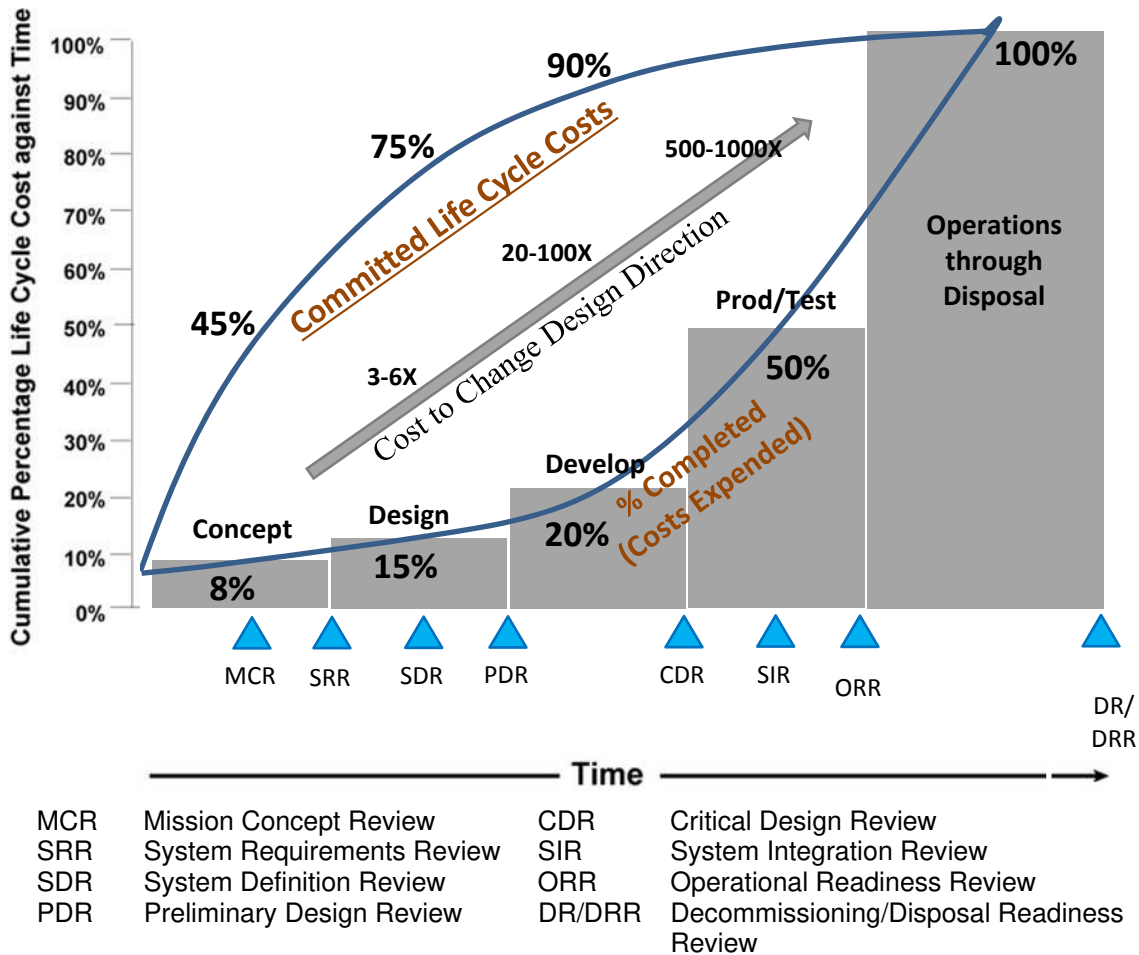 Cumulative Percentage Life Cycle Cost against Time
100%
90%
80%
70%
60%
50%
40%
30%
20%
10%
0%
45%
75%
90%
100%
Committed Life Cycle Costs
500-1000X
20-100X
3-6X
Cost to Change Design Direction
Operations
through
Disposal
Prod/Test
50%
Develop
20%
% Completed
(Costs Expended)
Design
15%
Concept
8%
MCR
SRR
SDR
PDR
CDR
SIR
ORR
DR/
DRR
Time
MCR Mission Concept Review
SRR System Requirements Review
SDR System Definition Review
PDR Preliminary Design Review
CDR Critical Design Review
SIR System Integration Review
ORR Operational Readiness Review
DR/DRR Decommissioning/Disposal Readiness
Review